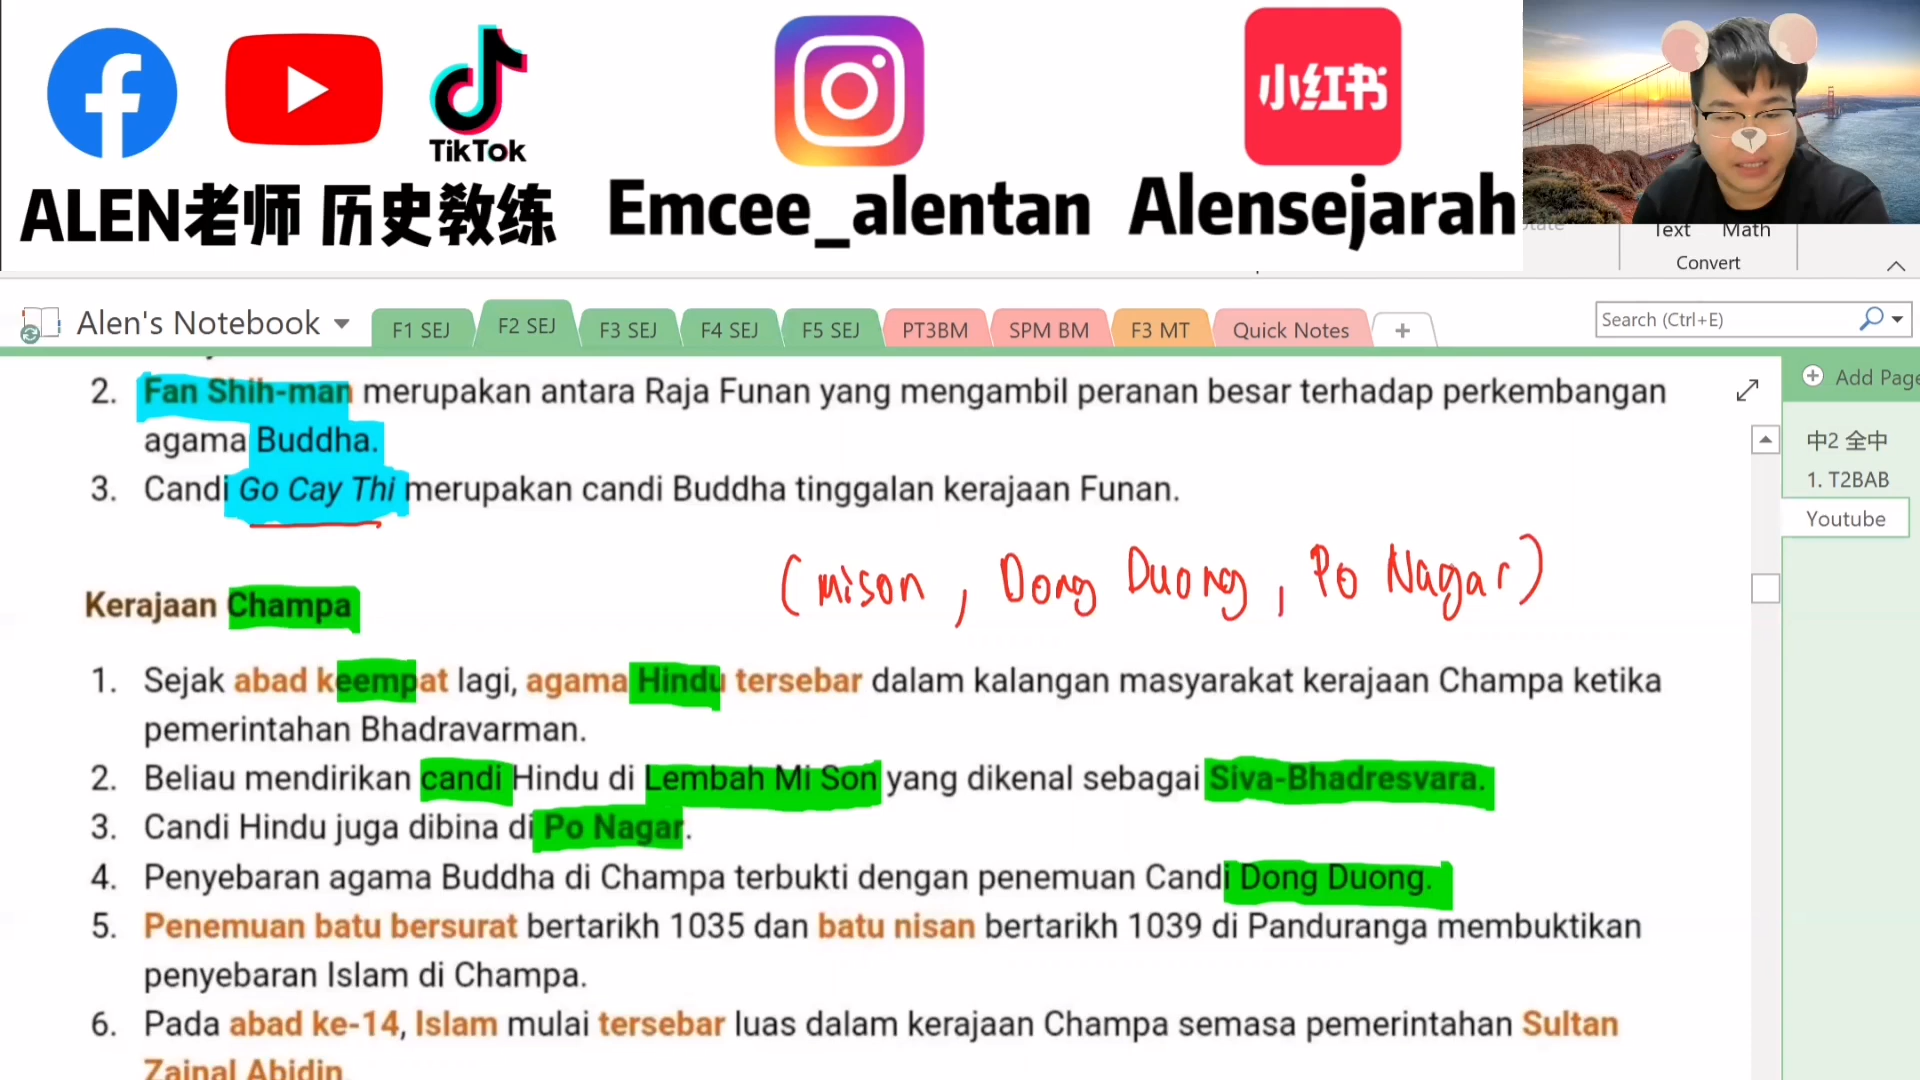 TikTok
小红书
ALEN老师 历史教练
Emcee_alentan
Alensejarah
Text Math
Convert
Alen's Notebook
F1 SEJ
F2 SEJ
F3 SEJ
F4 SEJ
F5 SEJ
PT3BM
SPM BM
F3 MT
Quick Notes
Search (Ctrl+E)
Add Page
中2 全中
1. T2BAB
Youtube
2. Fan Shih-man merupakan antara Raja Funan yang mengambil peranan besar terhadap perkembangan
agama Buddha.
3. Candi Go Cay Thi merupakan candi Buddha tinggalan kerajaan Funan.
(Mison, Dong Duong, Po Nagar)
Kerajaan Champa
1. Sejak abad keempat lagi, agama Hindu tersebar dalam kalangan masyarakat kerajaan Champa ketika
pemerintahan Bhadravarman.
2. Beliau mendirikan candi Hindu di Lembah Mi Son yang dikenal sebagai Siva-Bhadresvara.
3. Candi Hindu juga dibina di Po Nagar.
4. Penyebaran agama Buddha di Champa terbukti dengan penemuan Candi Dong Duong.
5. Penemuan batu bersurat bertarikh 1035 dan batu nisan bertarikh 1039 di Panduranga membuktikan
penyebaran Islam di Champa.
6. Pada abad ke-14, Islam mulai tersebar luas dalam kerajaan Champa semasa pemerintahan Sultan
Zainal Abidin